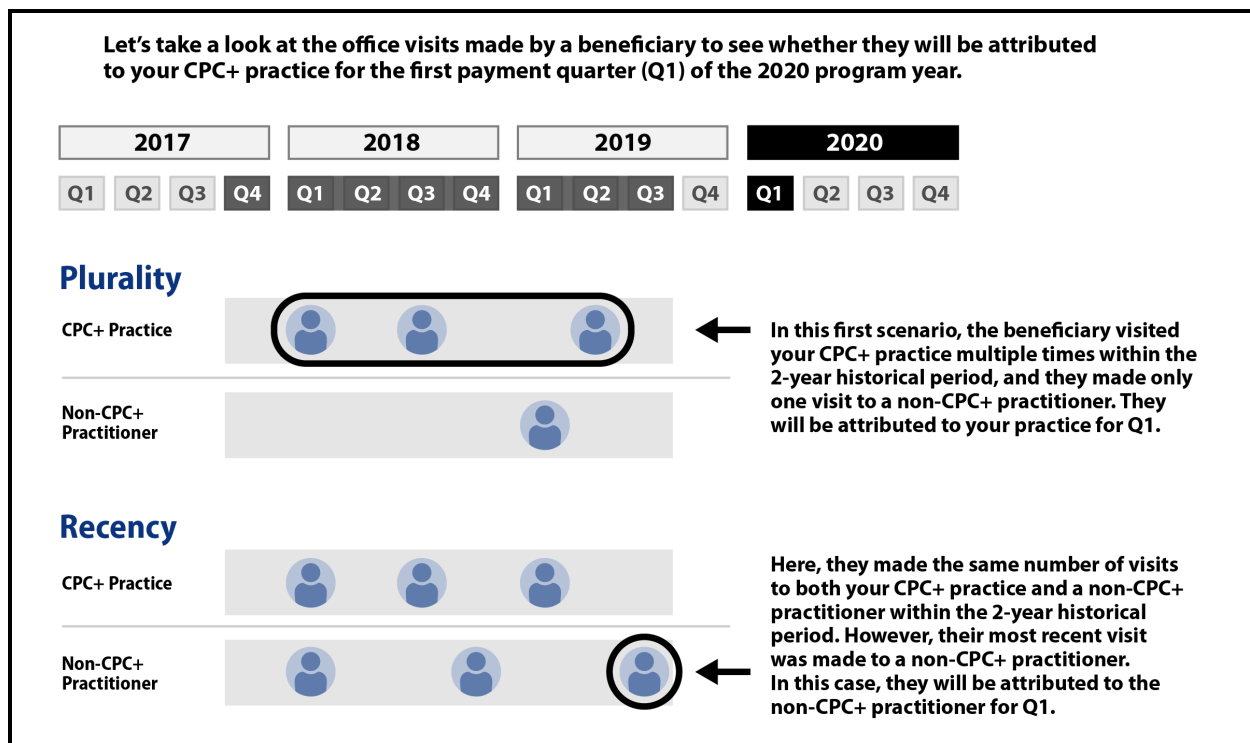 Let's take a look at the office visits made by a beneficiary to see whether they will be attributed
to your CPC+ practice for the first payment quarter (Q1) of the 2020 program year.
2017 2018 2019 2020
Q1 Q2 Q3 Q4 Q1 Q2 Q3 Q4 Q1 Q2 Q3 Q4 Q1 Q2 Q3 Q4
Plurality
CPC+ Practice
Non-CPC+
Practitioner
In this first scenario, the beneficiary visited
your CPC+ practice multiple times within the
2-year historical period, and they made only
one visit to a non-CPC+ practitioner. They
will be attributed to your practice for Q1.
Recency
CPC+ Practice
Non-CPC+
Practitioner
Here, they made the same number of visits
to both your CPC+ practice and a non-CPC+
practitioner within the 2-year historical
period. However, their most recent visit
was made to a non-CPC+ practitioner.
In this case, they will be attributed to the
non-CPC+ practitioner for Q1.